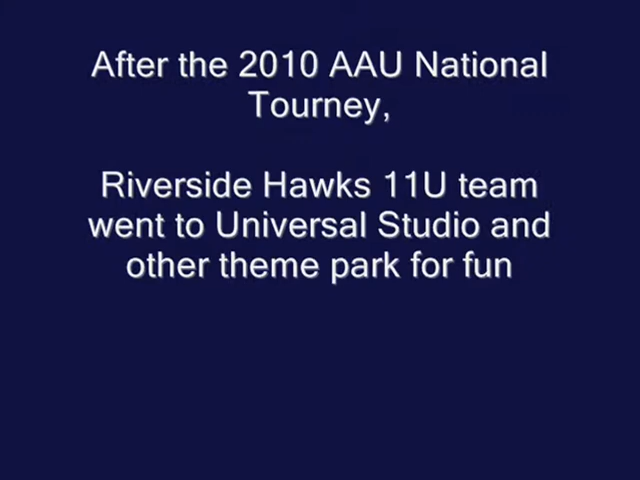 After the 2010 AAU National
Tourney,
Riverside Hawks 11U team
went to Universal Studio and
other theme park for fun